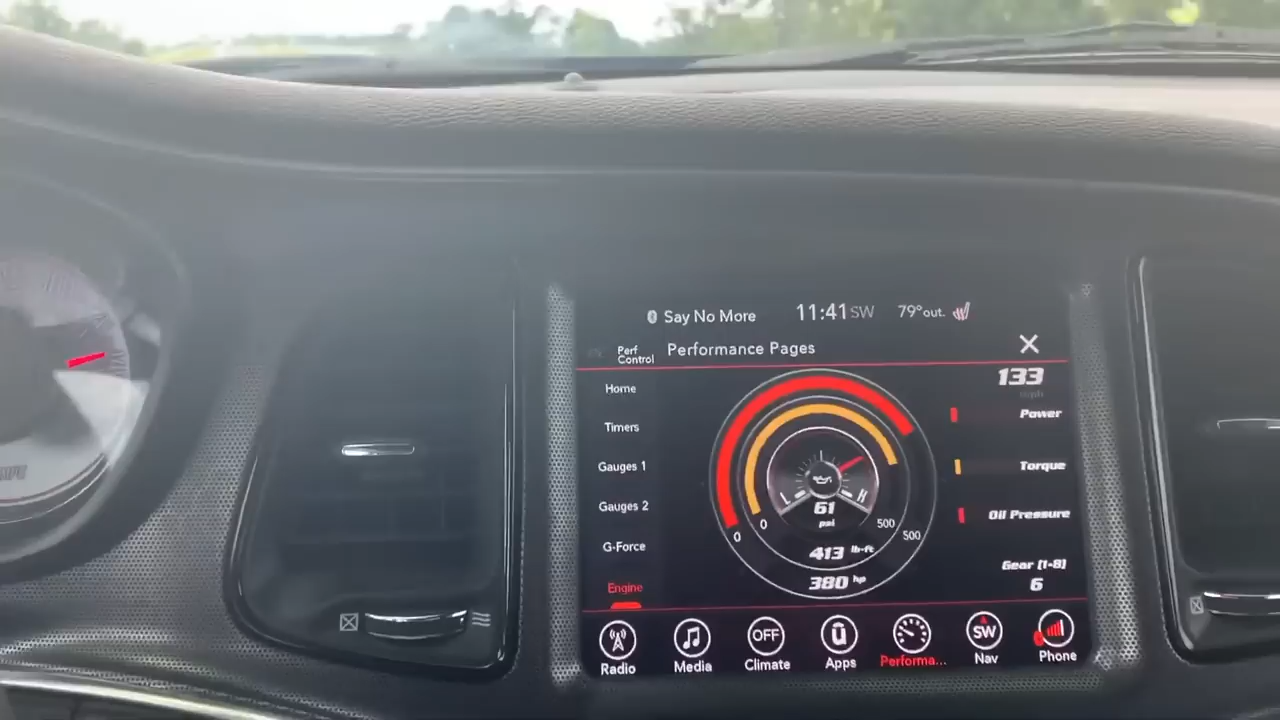 Say No More 11:41 SW 79°out.
Perf
Control
Performance Pages
133
mph
Home
Timers
Gauges 1
Gauges 2
G-Force
Engine
Power
Torque
Oil Pressure
Gear (1-8)
6
L H
61
psi
0 500
0 500
413 lb-ft
380 hp
Radio
Media
OFF
Climate
Apps
Performa...
SW
Nav
Phone